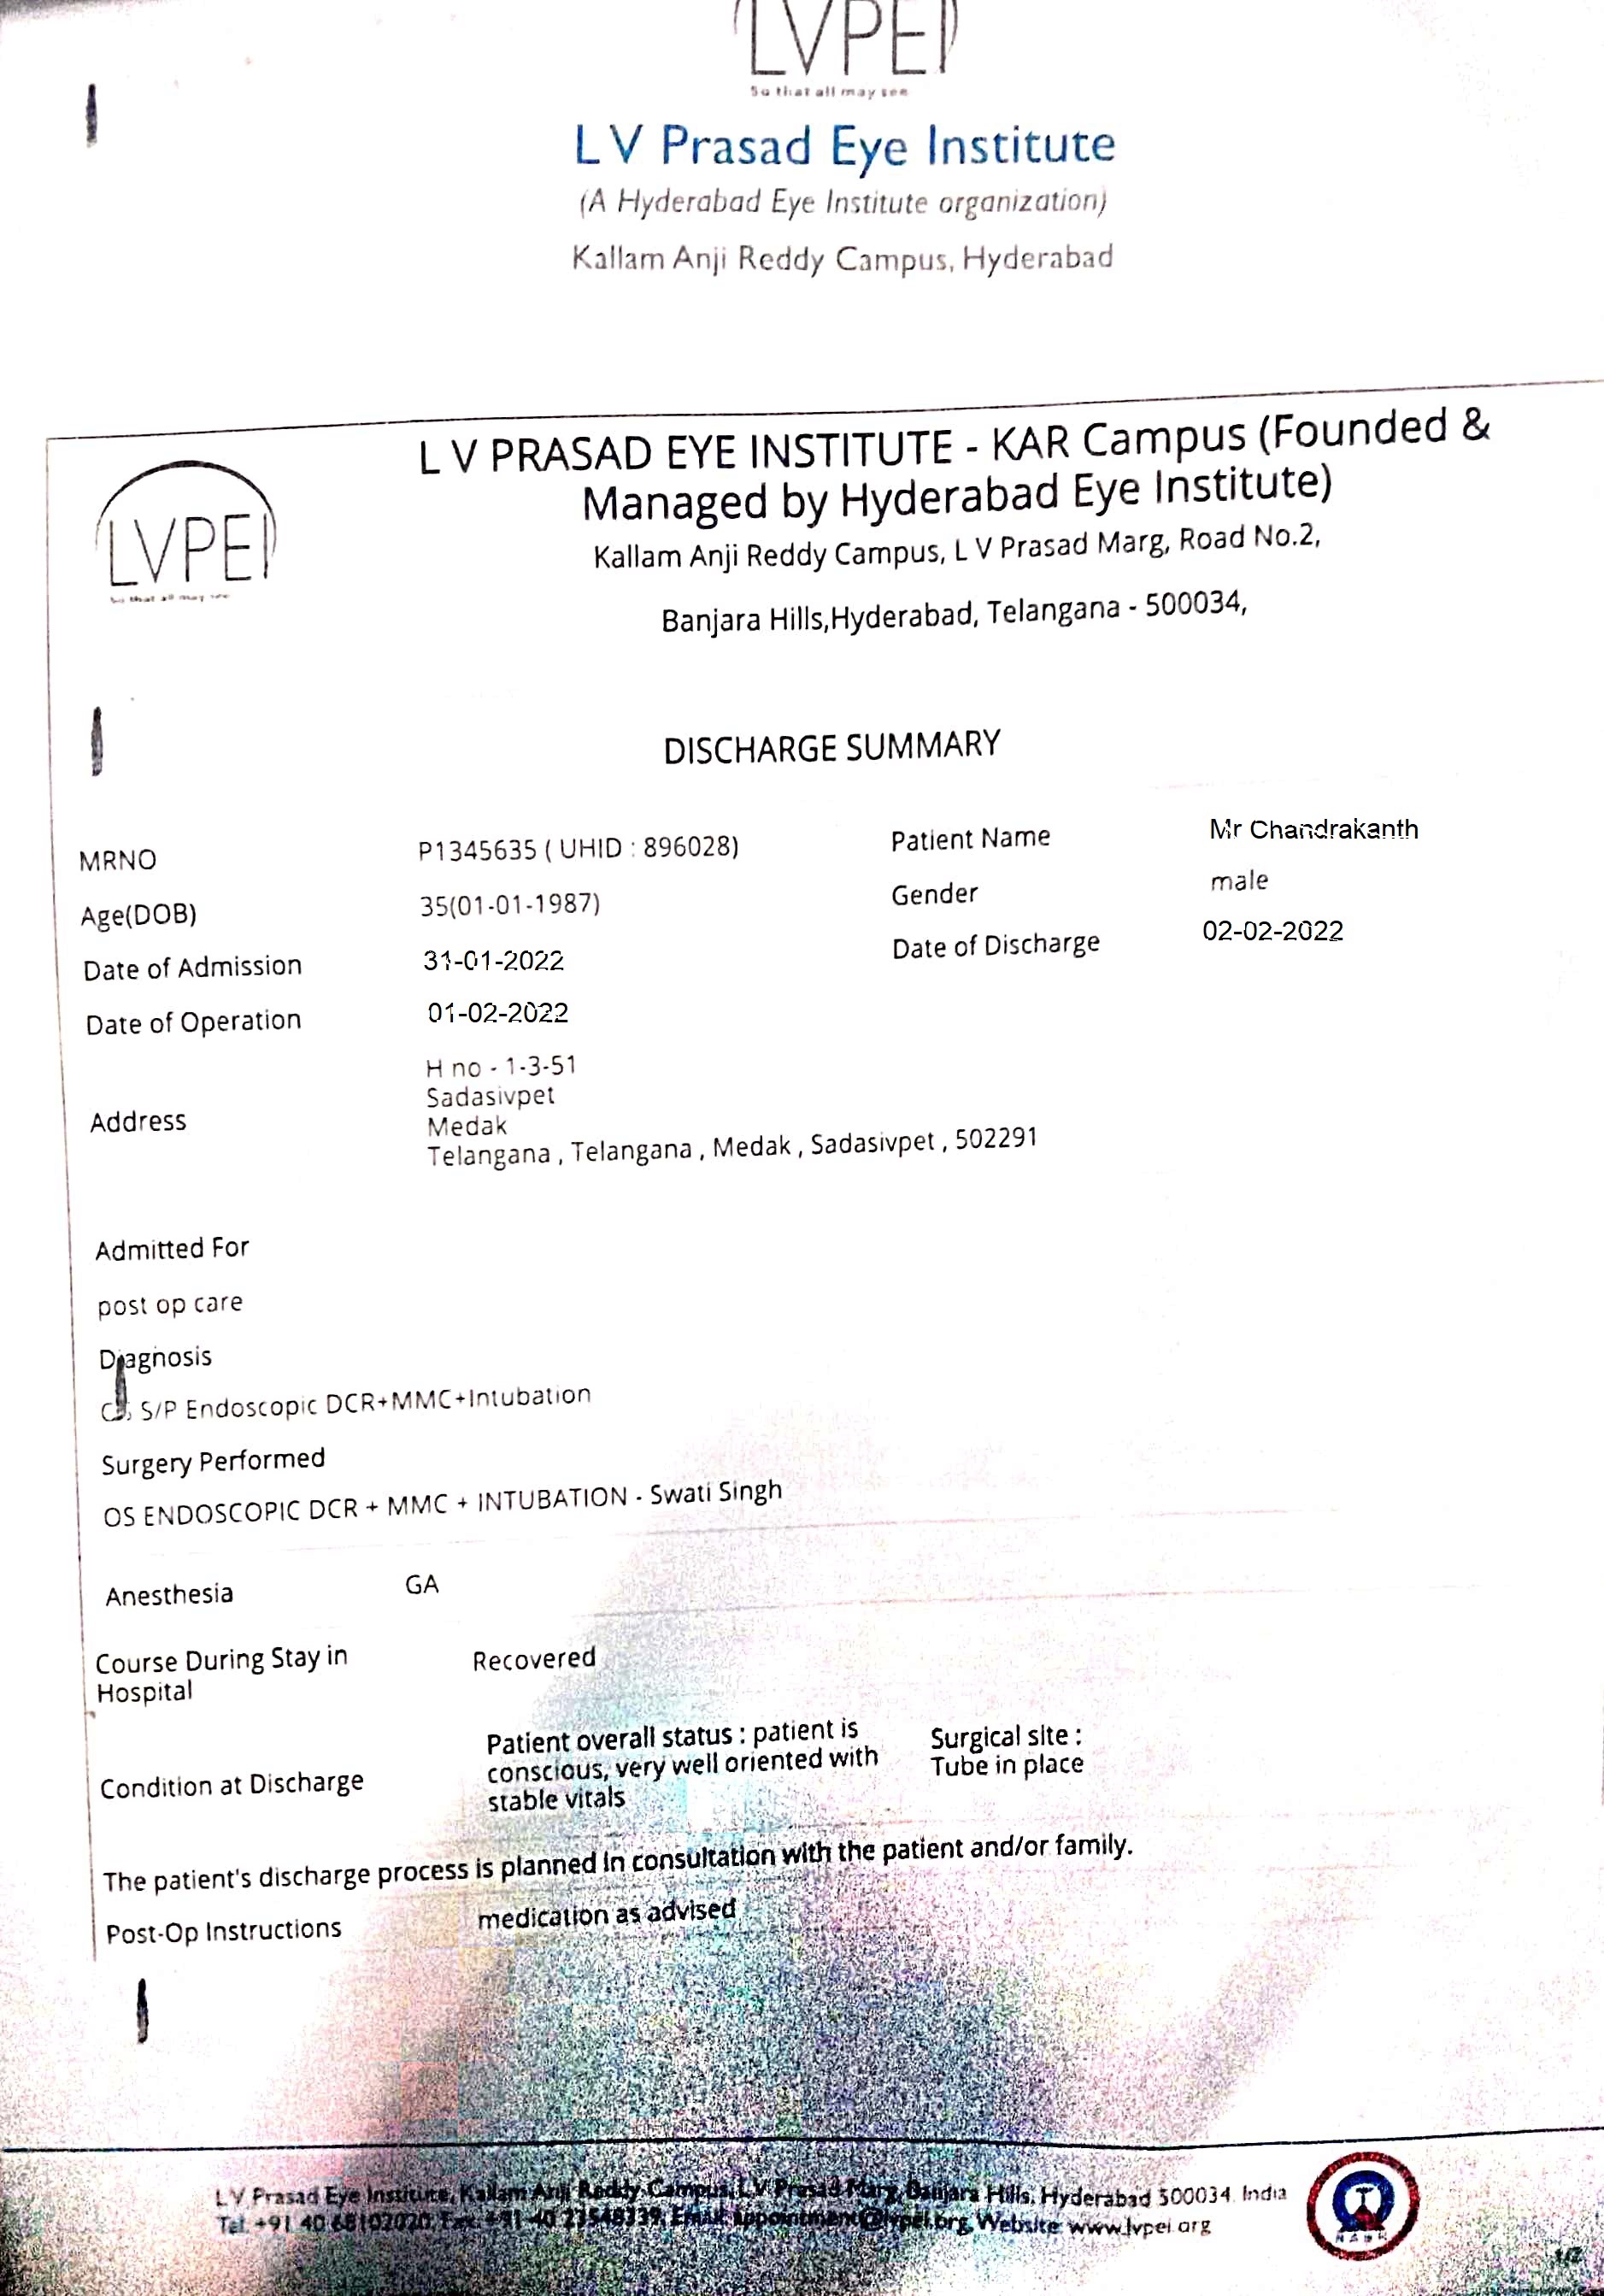 LVPEI
So that all may see
L V Prasad Eye Institute
(A Hyderabad Eye Institute organization)
Kallam Anji Reddy Campus, Hyderabad
LVPEI
So that all may see
L V PRASAD EYE INSTITUTE - KAR Campus (Founded &
Managed by Hyderabad Eye Institute)
Kallam Anji Reddy Campus, L V Prasad Marg, Road No.2,
Banjara Hills,Hyderabad, Telangana - 500034,
DISCHARGE SUMMARY
MRNO P1345635 ( UHID : 896028) Patient Name Mr Chandrakanth
Age(DOB) 35(01-01-1987) Gender male
Date of Admission 31-01-2022 Date of Discharge 02-02-2022
Date of Operation 01-02-2022
H no - 1-3-51
Sadasivpet
Address Medak
Telangana , Telangana , Medak , Sadasivpet , 502291
Admitted For
post op care
Diagnosis
S/P Endoscopic DCR+MMC+Intubation
Surgery Performed
OS ENDOSCOPIC DCR + MMC + INTUBATION - Swati Singh
Anesthesia GA
Course During Stay in Recovered
Hospital
Patient overall status : patient is Surgical site :
Condition at Discharge conscious, very well oriented with Tube in place
stable vitals
The patient's discharge process is planned in consultation with the patient and/or family.
Post-Op Instructions medication as advised
L V Prasad Eye Institute, Kallam Anji Reddy Campus, L V Prasad Marg, Banjara Hills, Hyderabad 500034 India
Tel: +91 40 68102020, Fax: +91-40-23548339, Email: appointment@lvpei.org, Website: www.lvpei.org
1/2